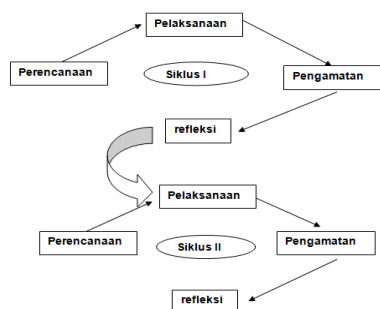 Pelaksanaan
Perencanaan
Siklus I
Pengamatan
refleksi
Pelaksanaan
Perencanaan
Siklus II
Pengamatan
refleksi